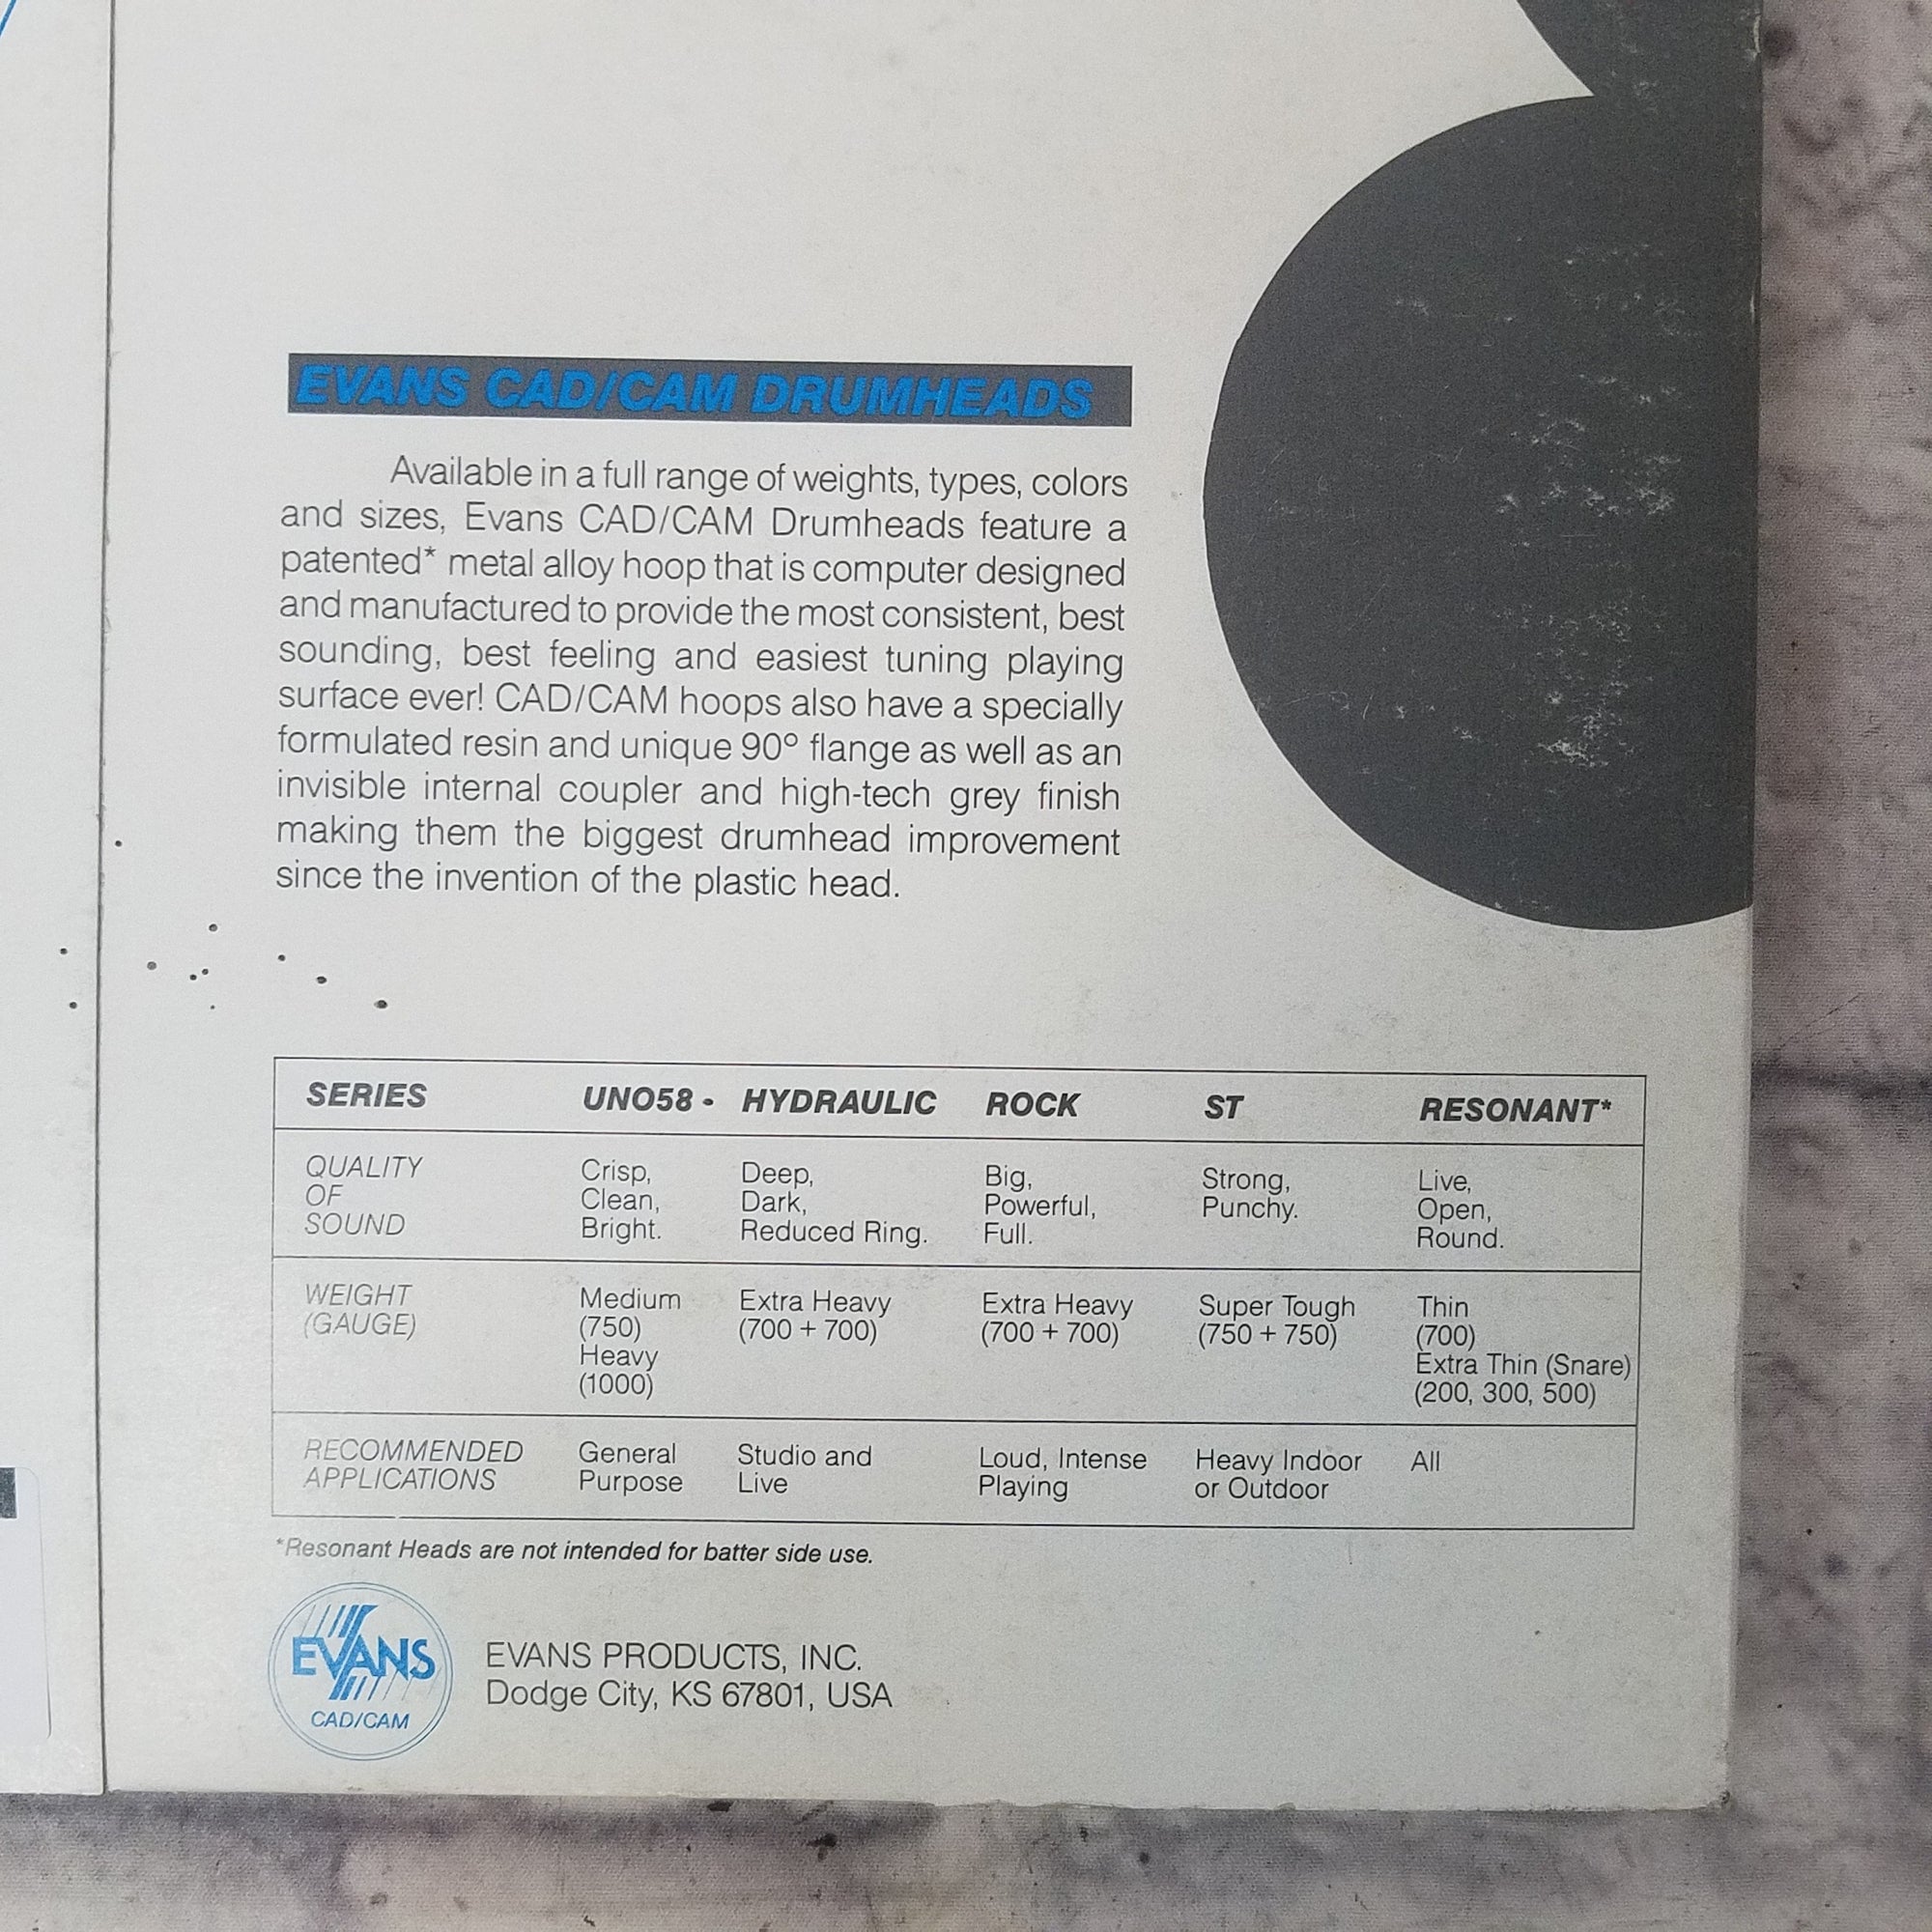 EVANS CAD/CAM DRUMHEADS
Available in a full range of weights, types, colors
and sizes, Evans CAD/CAM Drumheads feature a
patented* metal alloy hoop that is computer designed
and manufactured to provide the most consistent, best
sounding, best feeling and easiest tuning playing
surface ever! CAD/CAM hoops also have a specially
formulated resin and unique 90º flange as well as an
invisible internal coupler and high-tech grey finish
making them the biggest drumhead improvement
since the invention of the plastic head.
SERIES UNO58 - HYDRAULIC ROCK ST RESONANT*
QUALITY Crisp, Deep, Big, Strong, Live,
OF Clean, Dark, Powerful, Punchy. Open,
SOUND Bright. Reduced Ring. Full. Round.
WEIGHT Medium Extra Heavy Extra Heavy Super Tough Thin
(GAUGE) (750) (700 + 700) (700 + 700) (750 + 750) (700)
Heavy Extra Thin (Snare)
(1000) (200, 300, 500)
RECOMMENDED General Studio and Loud, Intense Heavy Indoor All
APPLICATIONS Purpose Live Playing or Outdoor
*Resonant Heads are not intended for batter side use.
EVANS
CAD/CAM
EVANS PRODUCTS, INC.
Dodge City, KS 67801, USA